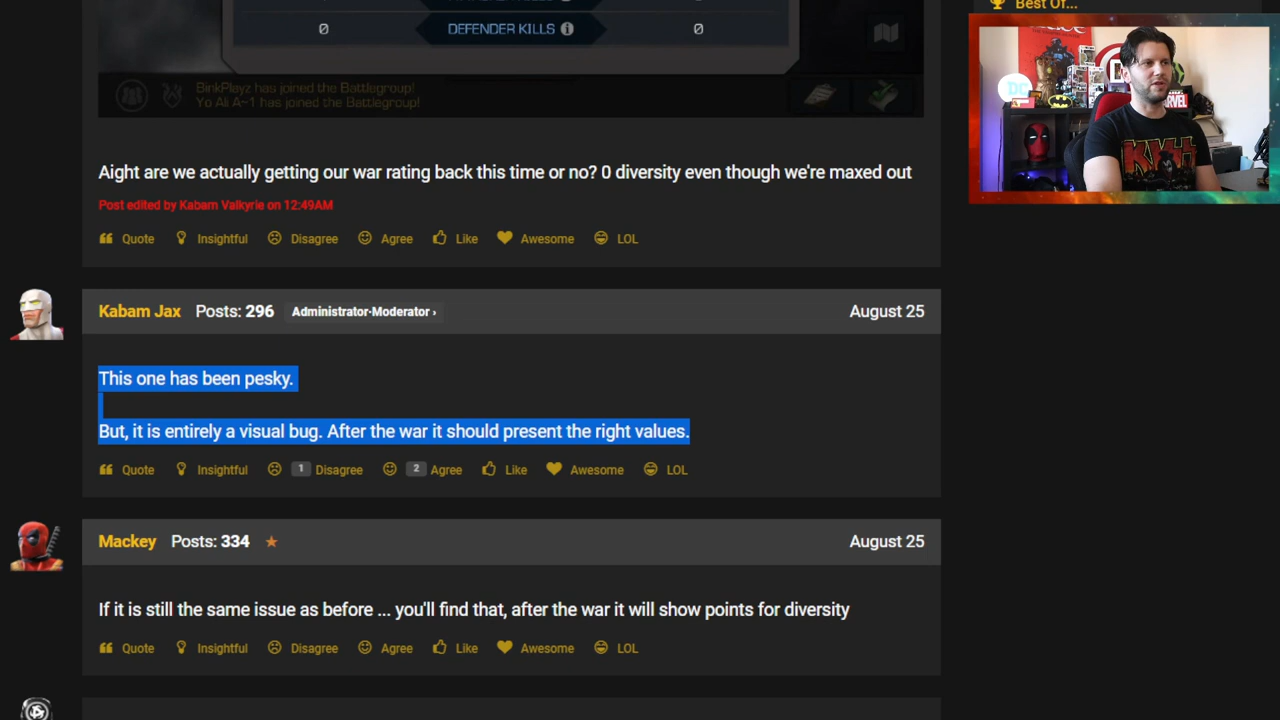 Best Of...
0 DEFENDER KILLS 0
BinkPlayz has joined the Battlegroup!
Yo Ali A~1 has joined the Battlegroup!
Aight are we actually getting our war rating back this time or no? 0 diversity even though we're maxed out
Post edited by Kabam Valkyrie on 12:49AM
Quote Insightful Disagree Agree Like Awesome LOL
Kabam Jax Posts: 296 Administrator-Moderator › August 25
This one has been pesky.
But, it is entirely a visual bug. After the war it should present the right values.
Quote Insightful 1 Disagree 2 Agree Like Awesome LOL
Mackey Posts: 334 August 25
If it is still the same issue as before ... you'll find that, after the war it will show points for diversity
Quote Insightful Disagree Agree Like Awesome LOL
DC
MARVEL
KISS